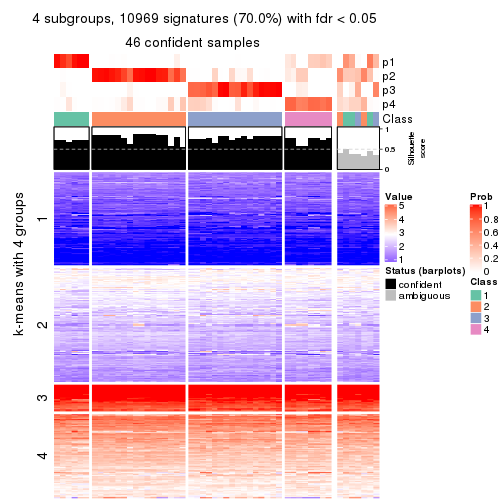 4 subgroups, 10969 signatures (70.0%) with fdr < 0.05
46 confident samples
p1
p2
p3
p4
Class
1
0.5
0
Silhouette
score
k-means with 4 groups
1
2
3
4
Value
5
4
3
2
1
Status (barplots)
confident
ambiguous
Prob
1
0.8
0.6
0.4
0.2
0
Class
1
2
3
4